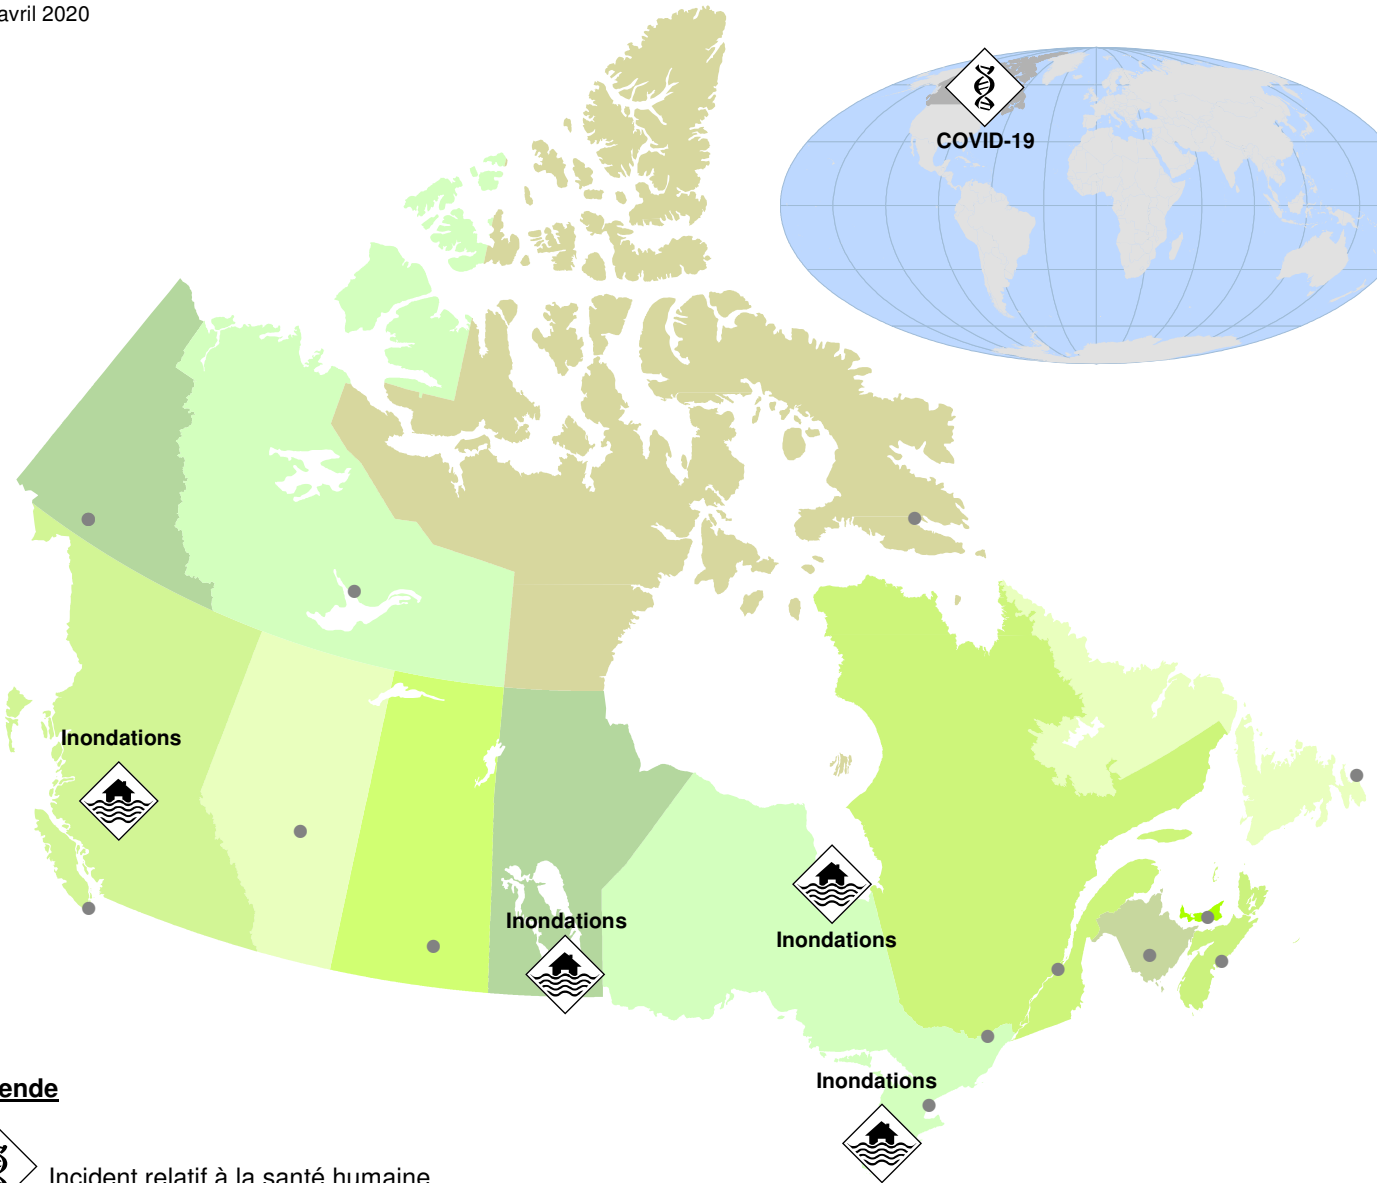 avril 2020
COVID-19
Inondations
Inondations
Inondations
Inondations
ende
Incident relatif à la santé humaine